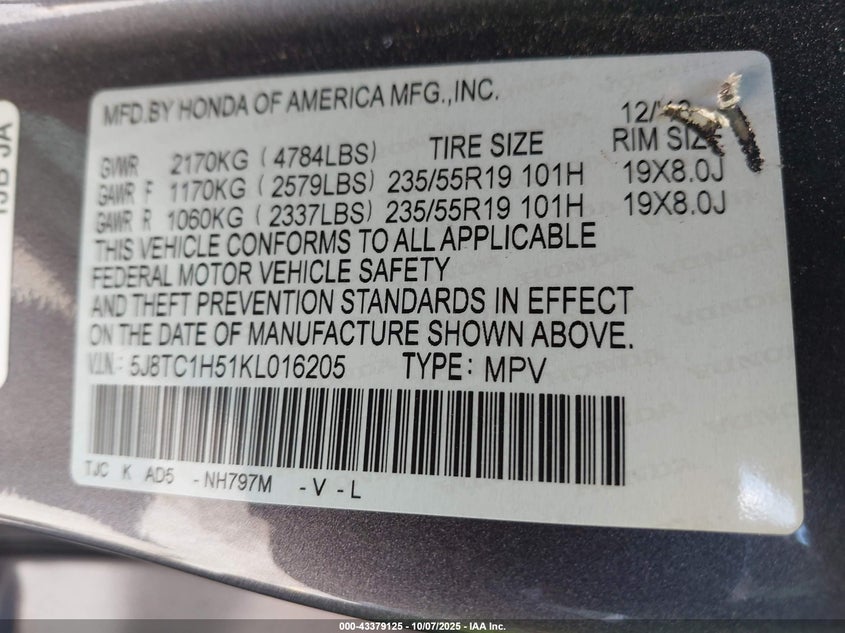 MFD.BY HONDA OF AMERICA MFG.,INC.
GVWR 2170KG (4784LBS) TIRE SIZE RIM SIZE
GAWR F 1170KG (2579LBS) 235/55R19 101H 19X8.0J
GAWR R 1060KG (2337LBS) 235/55R19 101H 19X8.0J
THIS VEHICLE CONFORMS TO ALL APPLICABLE
FEDERAL MOTOR VEHICLE SAFETY
AND THEFT PREVENTION STANDARDS IN EFFECT
ON THE DATE OF MANUFACTURE SHOWN ABOVE.
V.I.N.: 5J8TC1H51KL016205 TYPE: MPV
TJC K AD5 -NH797M -V-L
000-43379125 - 10/07/2025 - IAA Inc.